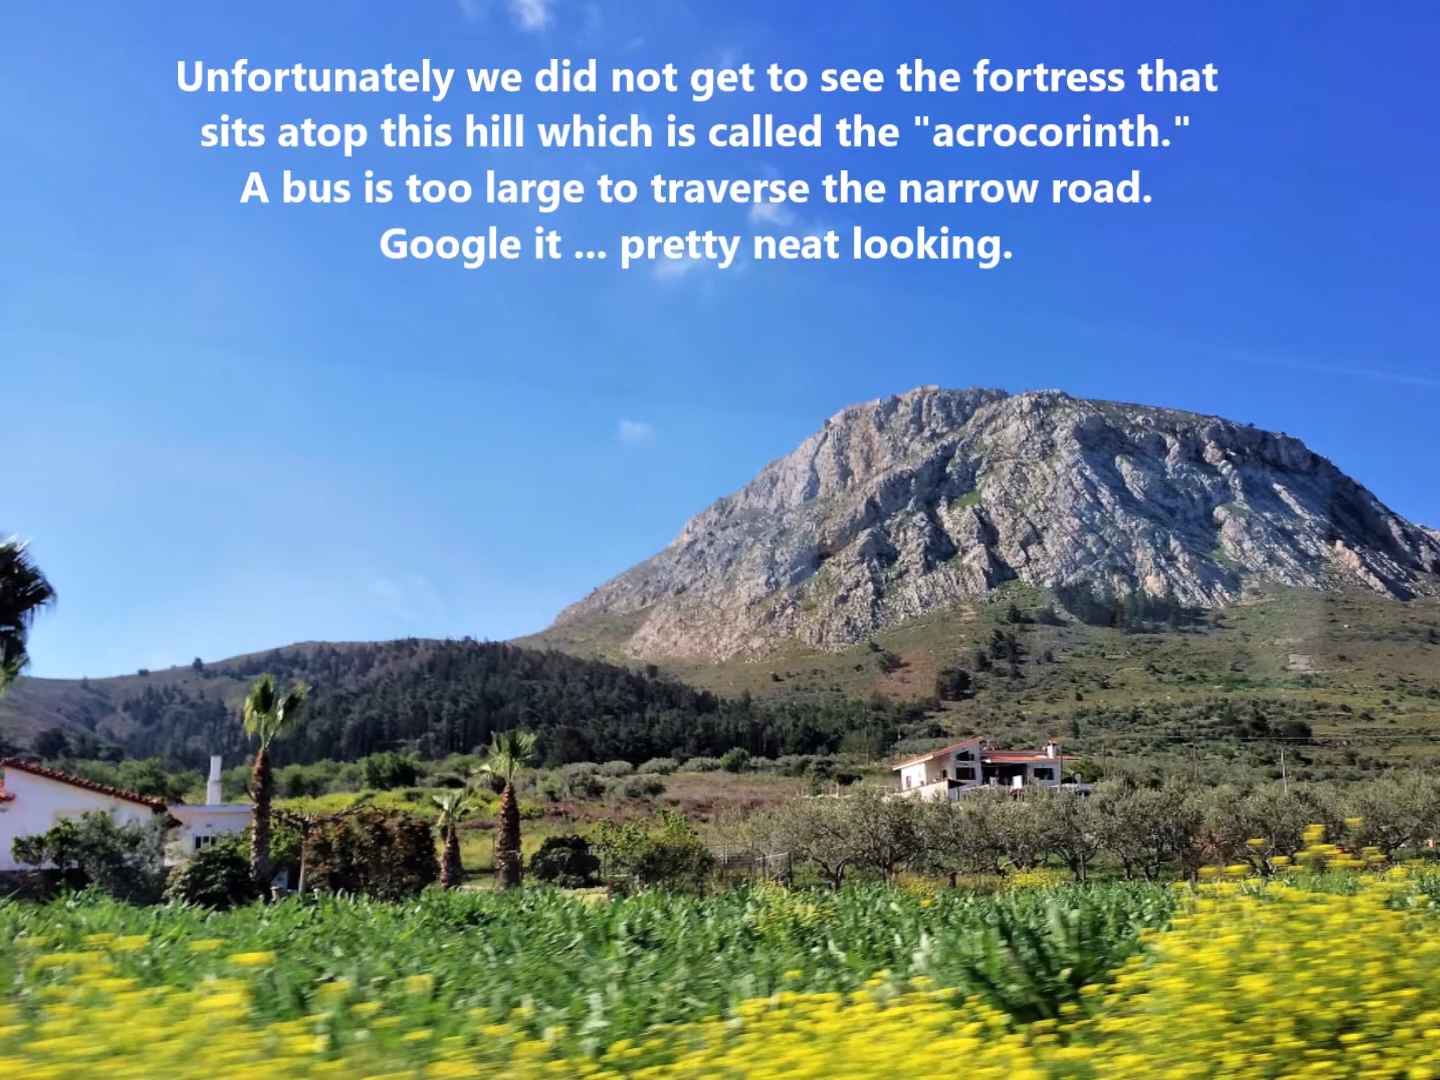 Unfortunately we did not get to see the fortress that
sits atop this hill which is called the "acrocorinth."
A bus is too large to traverse the narrow road.
Google it ... pretty neat looking.